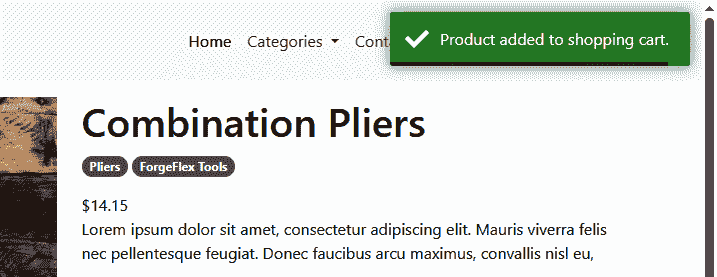 Home Categories
Product added to shopping cart.
Combination Pliers
Pliers ForgeFlex Tools
$14.15
Lorem ipsum dolor sit amet, consectetur adipiscing elit. Mauris viverra felis
nec pellentesque feugiat. Donec faucibus arcu maximus, convallis nisl eu,